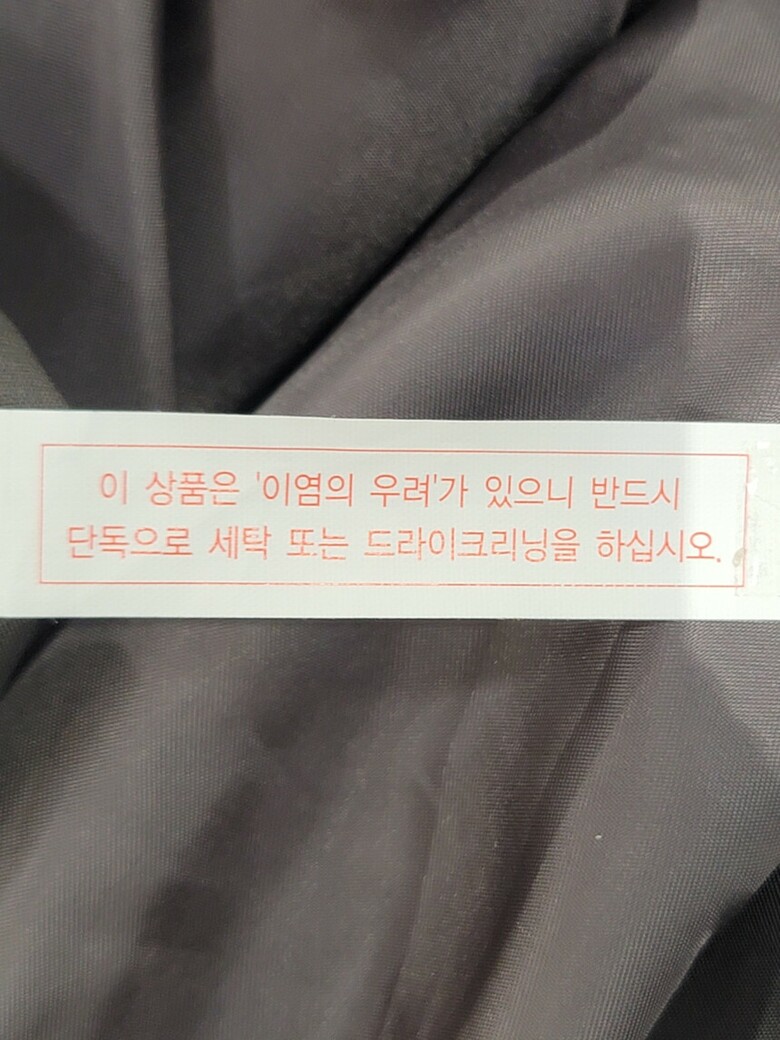 이 상품은 '이염의 우려'가 있으니 반드시
단독으로 세탁 또는 드라이크리닝을 하십시오.